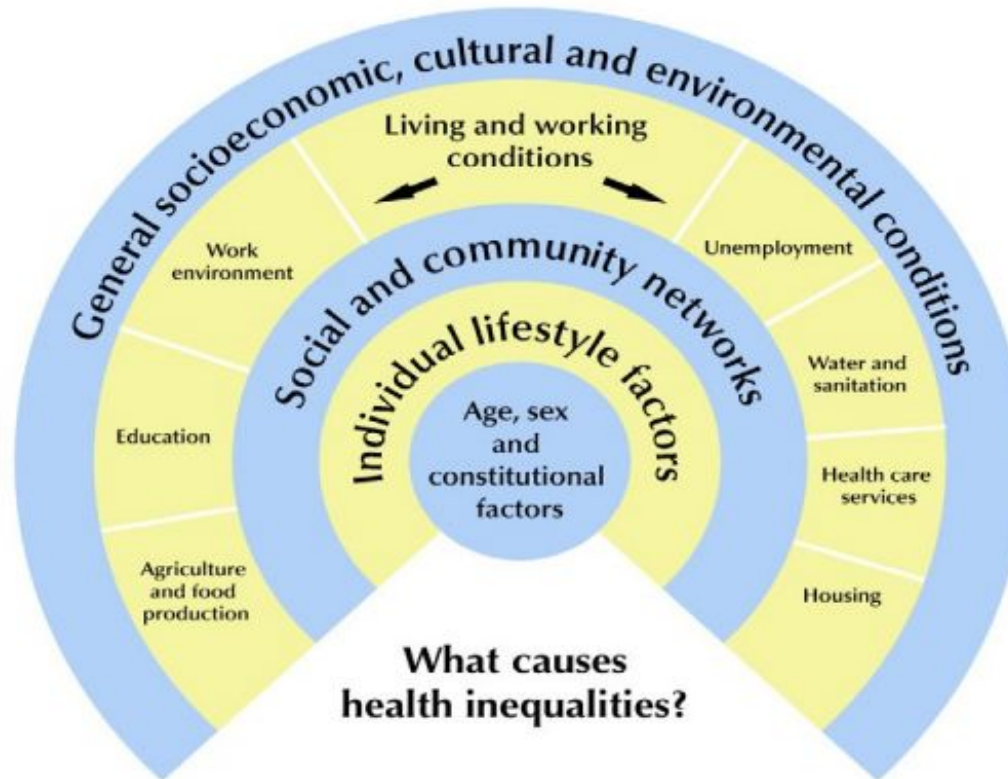 General socioeconomic, cultural and environmental conditions
Living and working
conditions
Work
environment
Unemployment
Social and community networks
Individual lifestyle factors
Water and
sanitation
Age, sex
and
constitutional
factors
Education
Health care
services
Agriculture
and food
production
Housing
What causes
health inequalities?